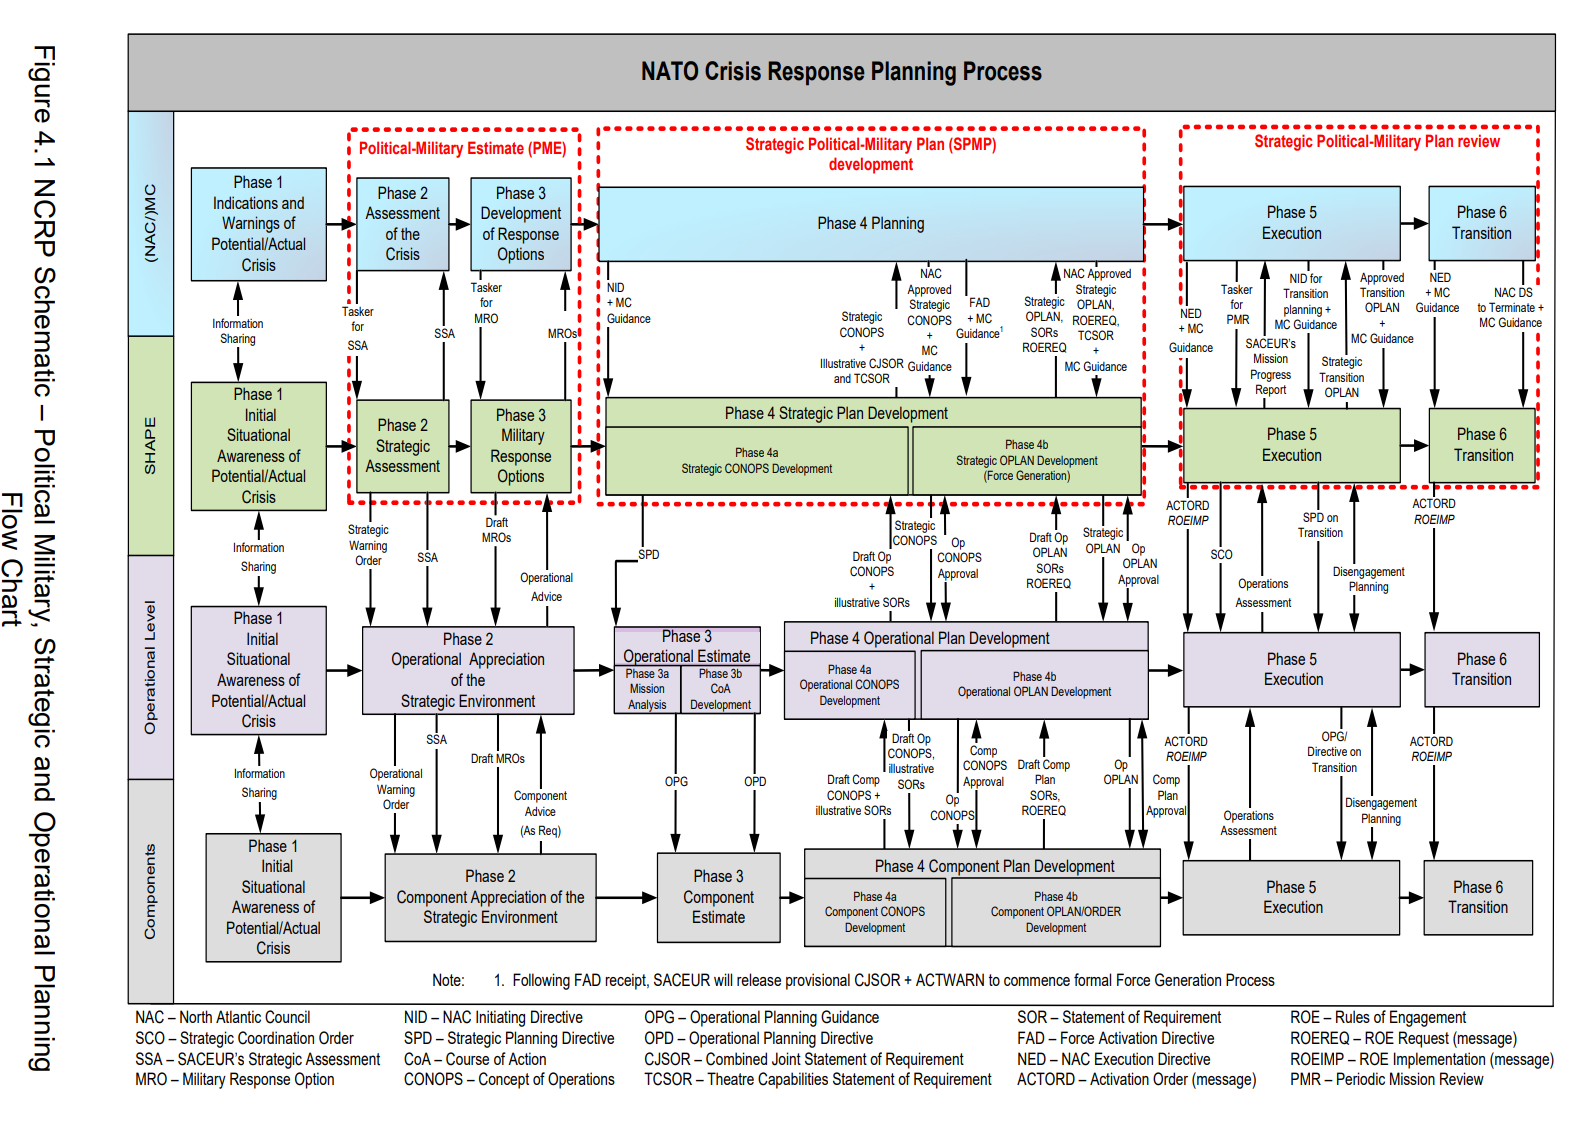 Figure 4.1 NCRP Schematic – Political Military, Strategic and Operational Planning
Flow Chart
NATO Crisis Response Planning Process
(NAC/)MC
Political-Military Estimate (PME)
Strategic Political-Military Plan (SPMP)
development
Strategic Political-Military Plan review
Phase 1
Indications and
Warnings of
Potential/Actual
Crisis
Phase 2
Assessment
of the
Crisis
Phase 3
Development
of Response
Options
Phase 4 Planning
Phase 5
Execution
Phase 6
Transition
Information
Sharing
Tasker
for
SSA
SSA
Tasker
for
MRO
MROs
NID
+ MC
Guidance
Strategic
CONOPS
+
Illustrative CJSOR
and TCSOR
NAC
Approved
Strategic
CONOPS
+
MC
Guidance
FAD
+ MC
Guidance1
Strategic
OPLAN,
SORs
ROEREQ
NAC Approved
Strategic
OPLAN,
ROEREQ,
TCSOR
+
MC Guidance
NED
+ MC
Guidance
Tasker
for
PMR
SACEUR's
Mission
Progress
Report
NID for
Transition
planning +
MC Guidance
Strategic
Transition
OPLAN
Approved
Transition
OPLAN
+
MC Guidance
NED
+ MC
Guidance
NAC DS
to Terminate +
MC Guidance
SHAPE
Phase 1
Initial
Situational
Awareness of
Potential/Actual
Crisis
Phase 2
Strategic
Assessment
Phase 3
Military
Response
Options
Phase 4 Strategic Plan Development
Phase 4a
Strategic CONOPS Development
Phase 4b
Strategic OPLAN Development
(Force Generation)
Phase 5
Execution
Phase 6
Transition
Information
Sharing
Strategic
Warning
Order
SSA
Draft
MROs
Operational
Advice
SPD
Draft Op
CONOPS
+
illustrative SORs
Strategic
CONOPS
Op
CONOPS
Approval
Draft Op
OPLAN
SORs
ROEREQ
Strategic
OPLAN
Op
OPLAN
Approval
ACTORD
ROEIMP
SCO
Operations
Assessment
SPD on
Transition
Disengagement
Planning
ACTORD
ROEIMP
Operational Level
Phase 1
Initial
Situational
Awareness of
Potential/Actual
Crisis
Phase 2
Operational Appreciation
of the
Strategic Environment
Phase 3
Operational Estimate
Phase 3a
Mission
Analysis
Phase 3b
CoA
Development
Phase 4 Operational Plan Development
Phase 4a
Operational CONOPS
Development
Phase 4b
Operational OPLAN Development
Phase 5
Execution
Phase 6
Transition
Information
Sharing
Operational
Warning
Order
SSA
Draft MROs
Component
Advice
(As Req)
OPG
OPD
Draft Comp
CONOPS +
illustrative SORs
Draft Op
CONOPS,
illustrative
SORs
Op
CONOPS
Comp
CONOPS
Approval
Draft Comp
Plan
SORs,
ROEREQ
Op
OPLAN
Comp
Plan
Approval
ACTORD
ROEIMP
Operations
Assessment
OPG/
Directive on
Transition
Disengagement
Planning
ACTORD
ROEIMP
Components
Phase 1
Initial
Situational
Awareness of
Potential/Actual
Crisis
Phase 2
Component Appreciation of the
Strategic Environment
Phase 3
Component
Estimate
Phase 4 Component Plan Development
Phase 4a
Component CONOPS
Development
Phase 4b
Component OPLAN/ORDER
Development
Phase 5
Execution
Phase 6
Transition
Note: 1. Following FAD receipt, SACEUR will release provisional CJSOR + ACTWARN to commence formal Force Generation Process
NAC – North Atlantic Council
SCO – Strategic Coordination Order
SSA – SACEUR's Strategic Assessment
MRO – Military Response Option
NID – NAC Initiating Directive
SPD – Strategic Planning Directive
CoA – Course of Action
CONOPS – Concept of Operations
OPG – Operational Planning Guidance
OPD – Operational Planning Directive
CJSOR – Combined Joint Statement of Requirement
TCSOR – Theatre Capabilities Statement of Requirement
SOR – Statement of Requirement
FAD – Force Activation Directive
NED – NAC Execution Directive
ACTORD – Activation Order (message)
ROE – Rules of Engagement
ROEREQ – ROE Request (message)
ROEIMP – ROE Implementation (message)
PMR – Periodic Mission Review